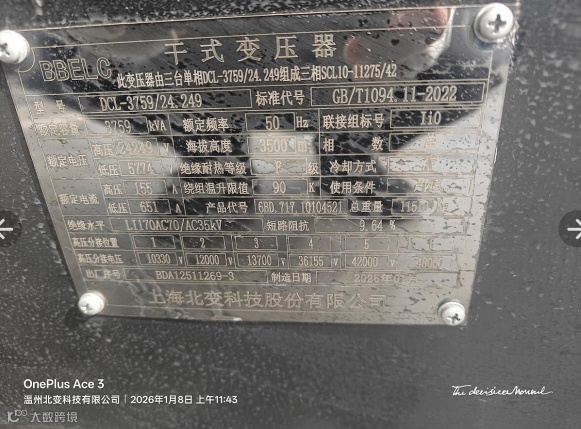 BBELC
干式变压器
此变压器由三台单相DCL-3759/24.249组成三相SCL10-11275/42
型号 DCL-3759/24.249 标准代号 GB/T1094.11-2022
额定容量 3759 kVA 额定频率 50 Hz 联接组标号 Ii0
额定电压 高压 24249 V 海拔高度 3500 m 相数
低压 5774 绝缘耐热等级 F 级 冷却方式
额定电流 高压 155 A 绕组温升限值 90 K 使用条件
低压 651 A 产品代号 6BD.717.1010452.1 总重量
绝缘水平 LI170AC70/AC35kV 短路阻抗 9.64 %
高压分接位置 1 2 3 4 5
高压分接电压 10330 V 12000 V 13700 V 36155 V 42000 V
出厂序号 BDA12511269-3 制造日期
上海北变科技股份有限公司
OnePlus Ace 3
温州北变科技有限公司 | 2026年1月8日 上午11:43
The decisive Moment
大数跨境